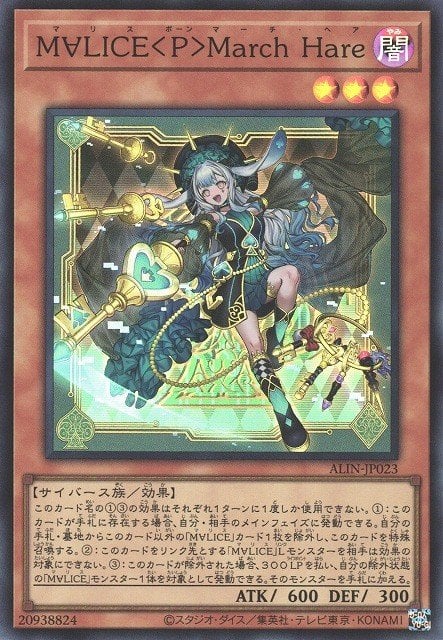 マリス ポーン マーチ・ヘア
M∀LICE<P>March Hare
闇
ALIN-JP023
【サイバース族/効果】
このカード名の①③の効果はそれぞれ1ターンに1度しか使用できない。①:この
カードが手札に存在する場合、自分・相手のメインフェイズに発動できる。自分の
手札・墓地からこのカード以外の「M∀LICE」カード1枚を除外し、このカードを特殊
召喚する。②:このカードをリンク先とする「M∀LICE」Lモンスターを相手は効果の
対象にできない。③:このカードが除外された場合、300LPを払い、自分の除外状態
の「M∀LICE」モンスター1体を対象として発動できる。そのモンスターを手札に加える。
ATK/ 600 DEF/ 300
20938824
©スタジオ・ダイス/集英社・テレビ東京・KONAMI